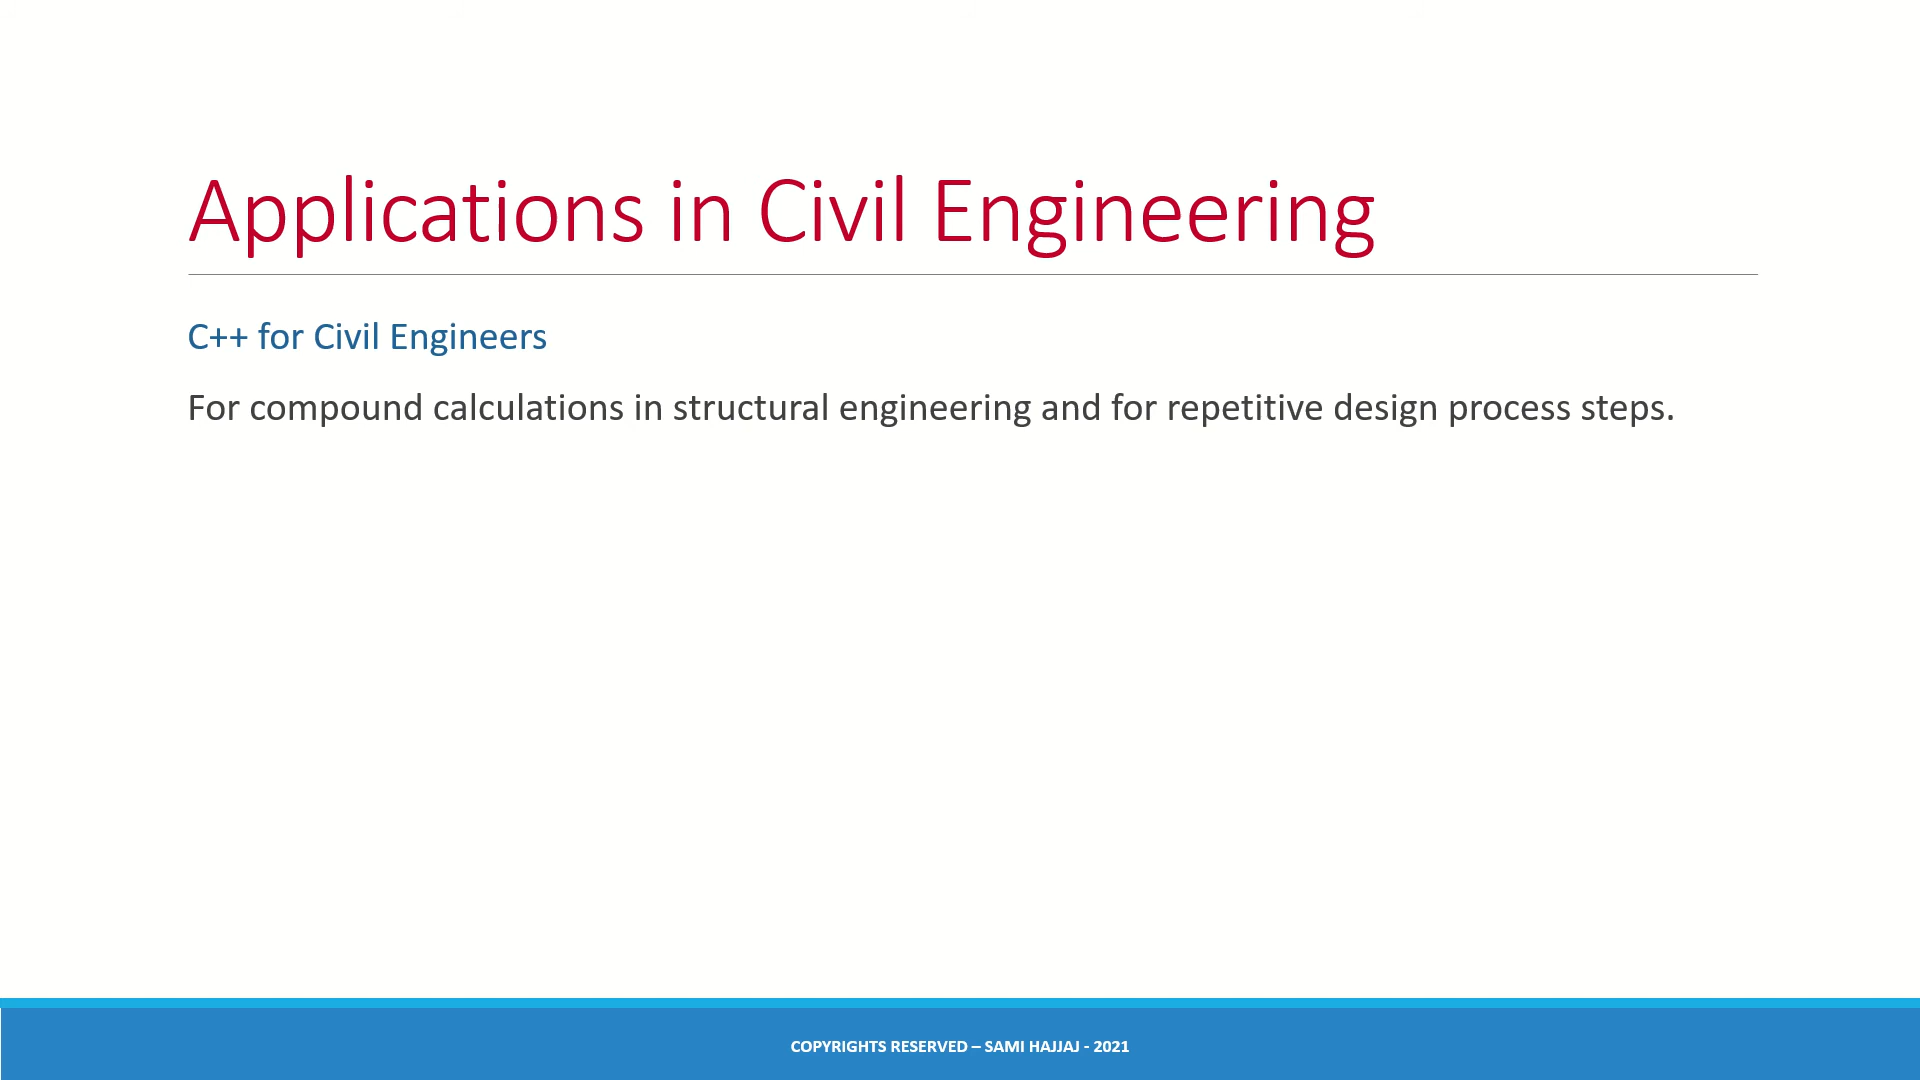 Applications in Civil Engineering
C++ for Civil Engineers
For compound calculations in structural engineering and for repetitive design process steps.
COPYRIGHTS RESERVED – SAMI HAJJAJ - 2021